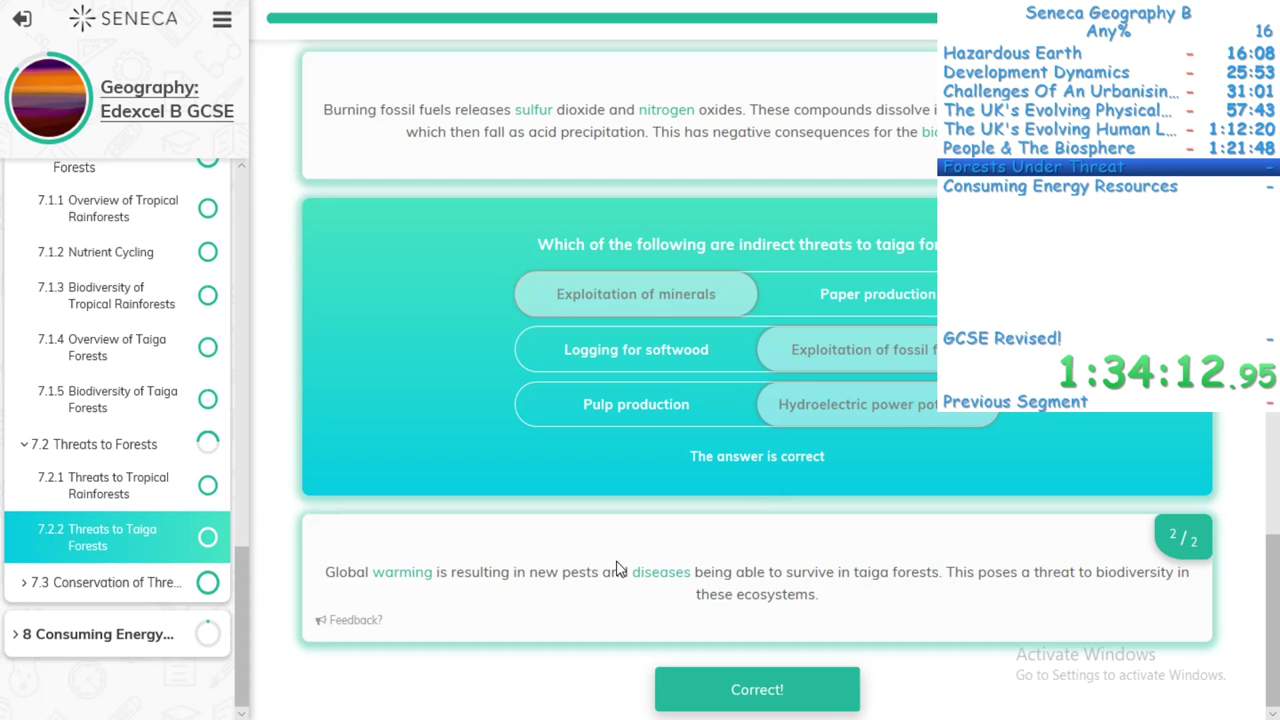 SENECA
Geography:
Edexcel B GCSE
Forests
7.1.1 Overview of Tropical
Rainforests
7.1.2 Nutrient Cycling
7.1.3 Biodiversity of
Tropical Rainforests
7.1.4 Overview of Taiga
Forests
7.1.5 Biodiversity of Taiga
Forests
7.2 Threats to Forests
7.2.1 Threats to Tropical
Rainforests
7.2.2 Threats to Taiga
Forests
7.3 Conservation of Thre...
8 Consuming Energy...
Burning fossil fuels releases sulfur dioxide and nitrogen oxides. These compounds dissolve i
which then fall as acid precipitation. This has negative consequences for the bi
Which of the following are indirect threats to taiga for
Exploitation of minerals Paper production
Logging for softwood Exploitation of fossil f
Pulp production Hydroelectric power po
The answer is correct
2/2
Global warming is resulting in new pests and diseases being able to survive in taiga forests. This poses a threat to biodiversity in
these ecosystems.
Feedback?
Correct!
Activate Windows
Go to Settings to activate Windows.
Seneca Geography B
Any% 16
Hazardous Earth - 16:08
Development Dynamics - 25:53
Challenges Of An Urbanisin... - 31:01
The UK's Evolving Physical... - 57:43
The UK's Evolving Human L... - 1:12:20
People & The Biosphere - 1:21:48
Forests Under Threat -
Consuming Energy Resources -
GCSE Revised! -
1:34:12.95
Previous Segment -